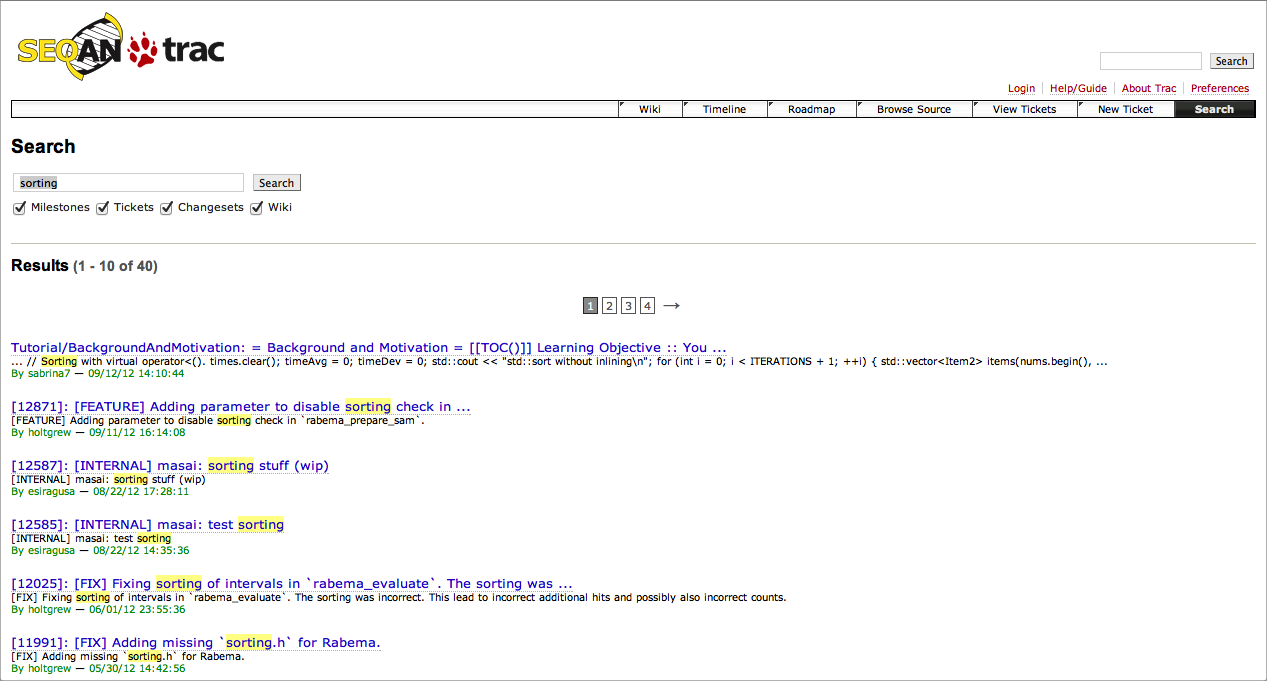 SEQAN trac
Search
Login Help/Guide About Trac Preferences
Wiki Timeline Roadmap Browse Source View Tickets New Ticket Search
Search
sorting Search
Milestones Tickets Changesets Wiki
Results (1 - 10 of 40)
1 2 3 4 →
Tutorial/BackgroundAndMotivation: = Background and Motivation = [[TOC()]] Learning Objective :: You ...
... // Sorting with virtual operator<(). times.clear(); timeAvg = 0; timeDev = 0; std::cout << "std::sort without inlining\n"; for (int i = 0; i < ITERATIONS + 1; ++i) { std::vector<Item2> items(nums.begin(), ...
By sabrina7 — 09/12/12 14:10:44
[12871]: [FEATURE] Adding parameter to disable sorting check in ...
[FEATURE] Adding parameter to disable sorting check in `rabema_prepare_sam`.
By holtgrew — 09/11/12 16:14:08
[12587]: [INTERNAL] masai: sorting stuff (wip)
[INTERNAL] masai: sorting stuff (wip)
By esiragusa — 08/22/12 17:28:11
[12585]: [INTERNAL] masai: test sorting
[INTERNAL] masai: test sorting
By esiragusa — 08/22/12 14:35:36
[12025]: [FIX] Fixing sorting of intervals in `rabema_evaluate`. The sorting was ...
[FIX] Fixing sorting of intervals in `rabema_evaluate`. The sorting was incorrect. This lead to incorrect additional hits and possibly also incorrect counts.
By holtgrew — 06/01/12 23:55:36
[11991]: [FIX] Adding missing `sorting.h` for Rabema.
[FIX] Adding missing `sorting.h` for Rabema.
By holtgrew — 05/30/12 14:42:56